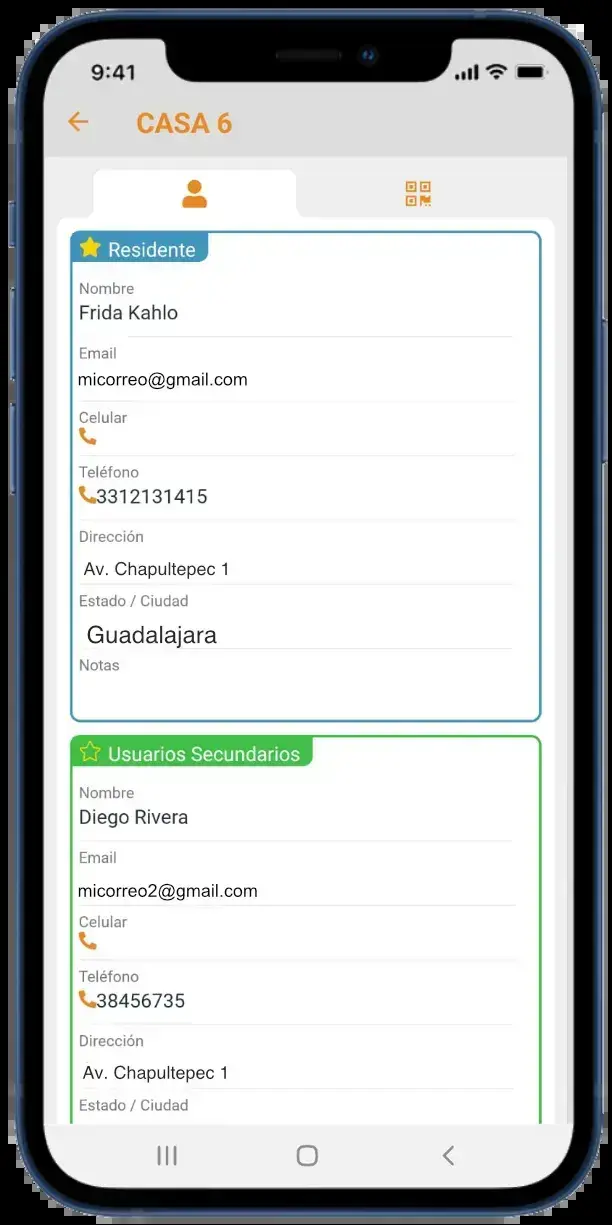 9:41
CASA 6
Residente
Nombre
Frida Kahlo
Email
micorreo@gmail.com
Celular
Teléfono
3312131415
Dirección
Av. Chapultepec 1
Estado / Ciudad
Guadalajara
Notas
Usuarios Secundarios
Nombre
Diego Rivera
Email
micorreo2@gmail.com
Celular
Teléfono
38456735
Dirección
Av. Chapultepec 1
Estado / Ciudad